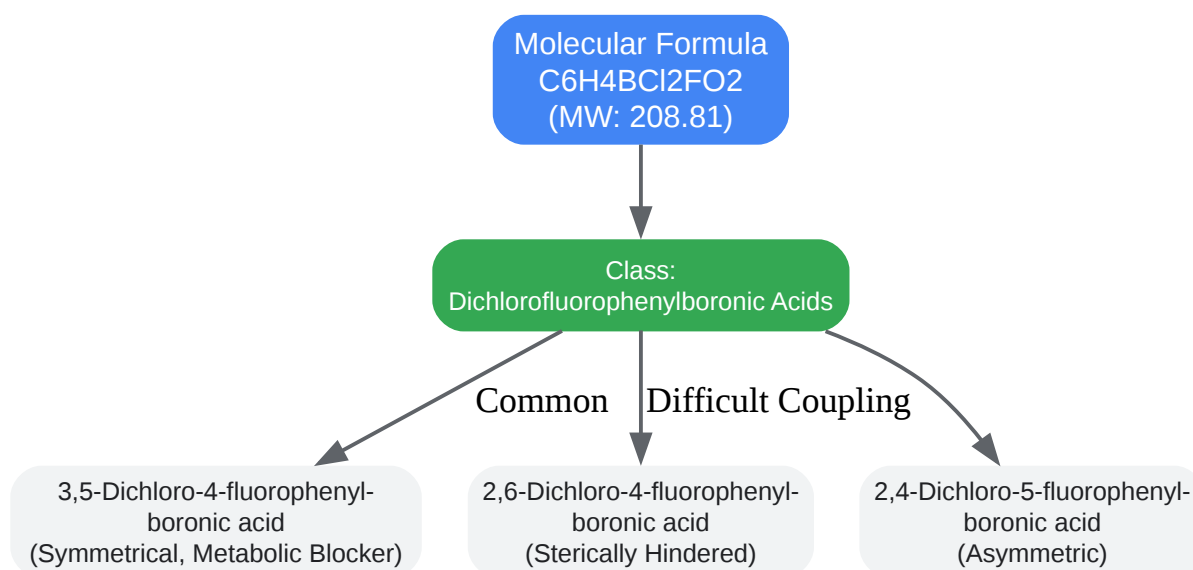 Molecular Formula
C6H4BCl2FO2
(MW: 208.81)
Class:
Dichlorofluorophenylboronic Acids
Common
Difficult Coupling
3,5-Dichloro-4-fluorophenyl-
boronic acid
(Symmetrical, Metabolic Blocker)
2,6-Dichloro-4-fluorophenyl-
boronic acid
(Sterically Hindered)
2,4-Dichloro-5-fluorophenyl-
boronic acid
(Asymmetric)